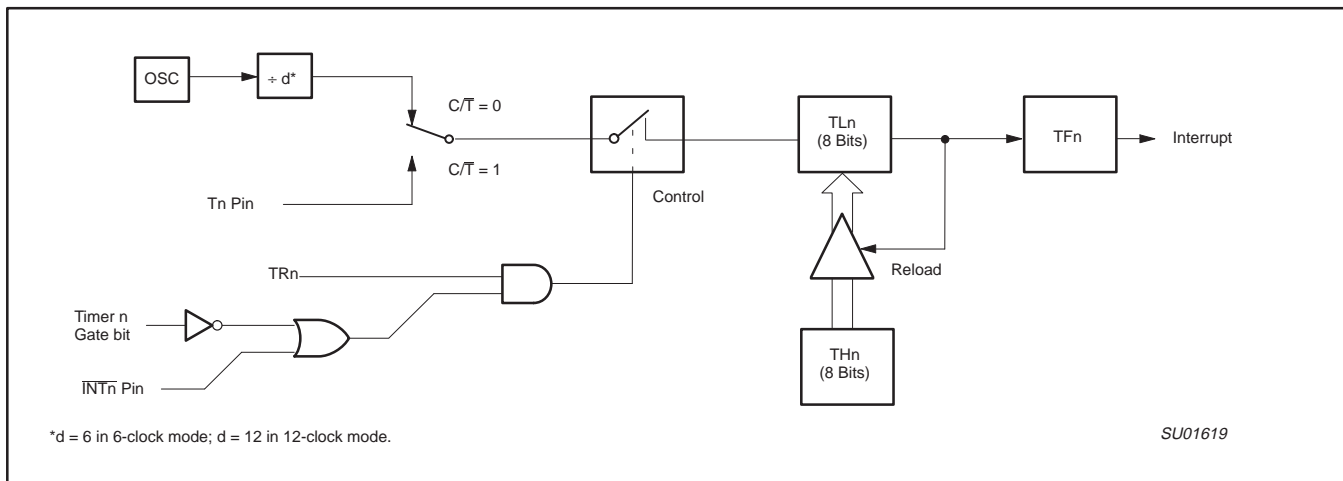 OSC
÷ d*
C/T̅ = 0
C/T̅ = 1
Tn Pin
Control
TLn
(8 Bits)
TFn
Interrupt
Reload
TRn
Timer n
Gate bit
I̅N̅T̅n̅ Pin
THn
(8 Bits)
*d = 6 in 6-clock mode; d = 12 in 12-clock mode.
SU01619